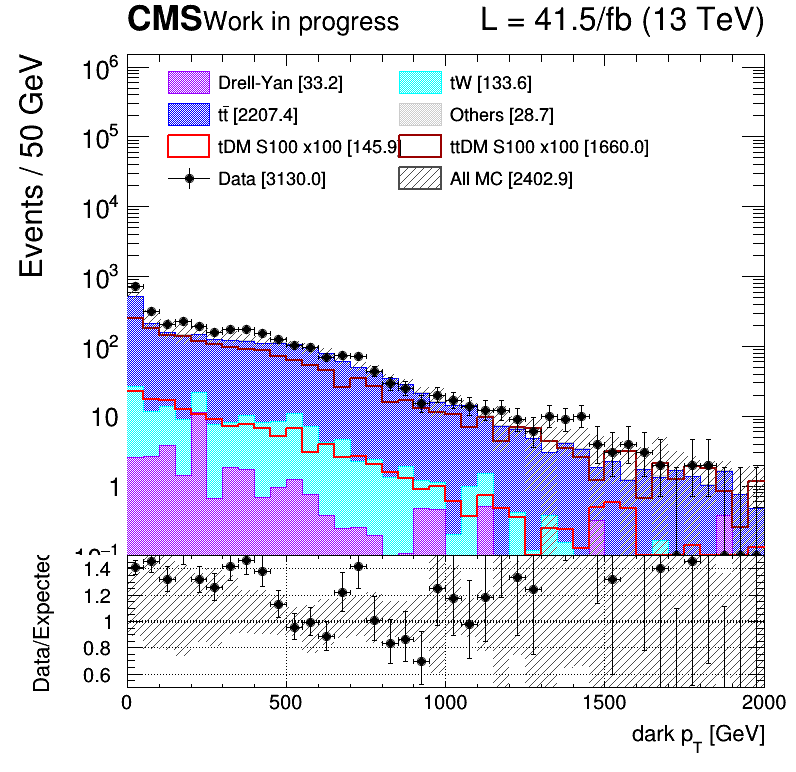 CMS Work in progress L = 41.5/fb (13 TeV)
Events / 50 GeV
10⁶
10⁵
10⁴
10³
10²
10
1
10⁻¹
Drell-Yan [33.2] tW [133.6]
tt̄ [2207.4] Others [28.7]
tDM S100 x100 [145.9] ttDM S100 x100 [1660.0]
Data [3130.0] All MC [2402.9]
Data/Expected
1.4
1.2
1
0.8
0.6
0 500 1000 1500 2000
dark p_T [GeV]